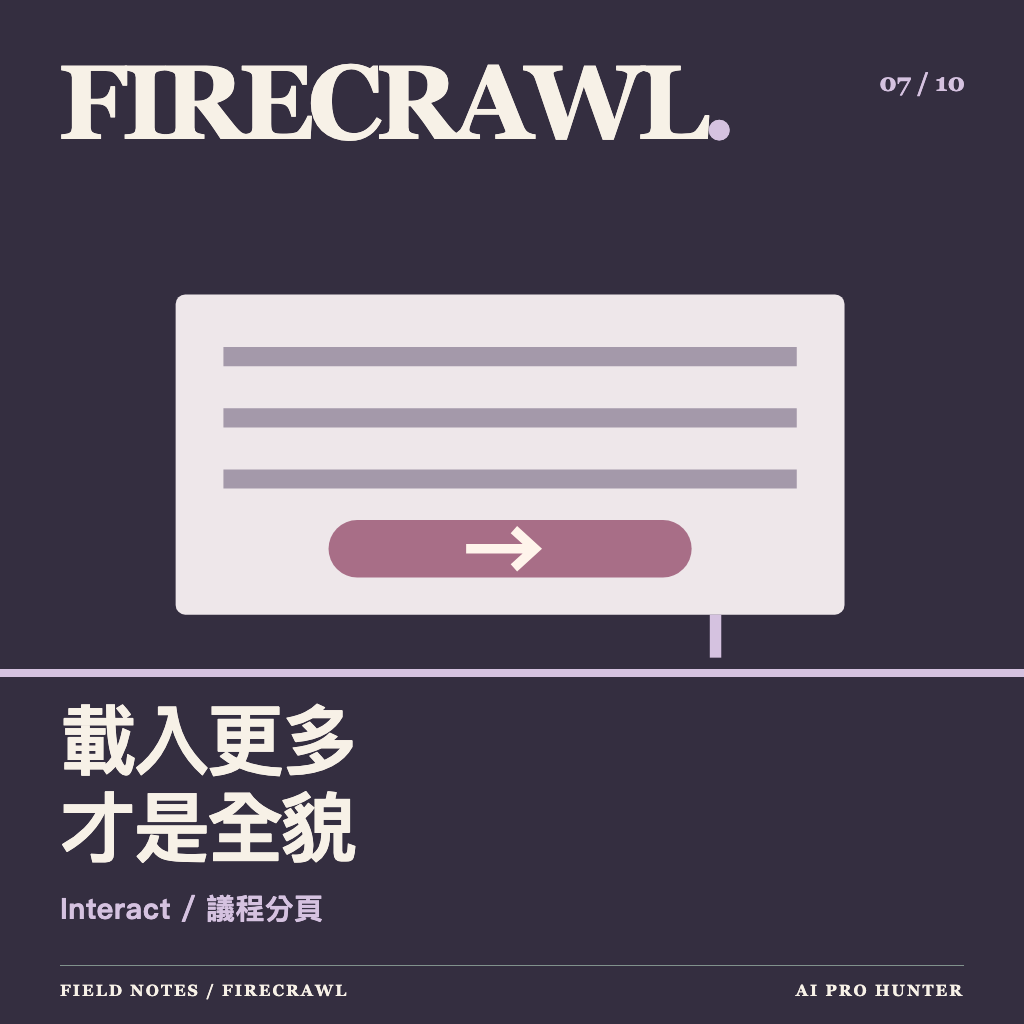 FIRECRAWL.
07 / 10
載入更多
才是全貌
Interact / 議程分頁
FIELD NOTES / FIRECRAWL
AI PRO HUNTER